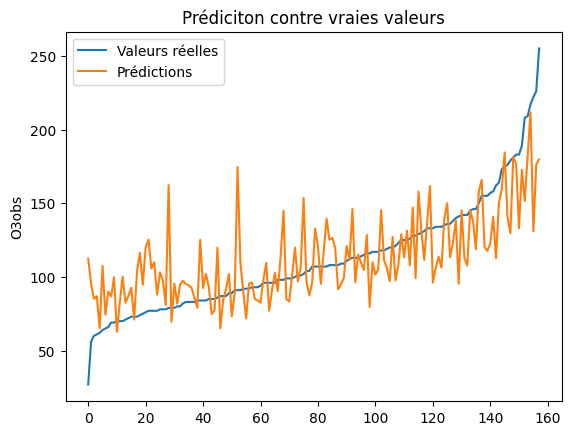 Prédiciton contre vraies valeurs
Valeurs réelles
Prédictions
250
200
150
100
50
O3obs
0 20 40 60 80 100 120 140 160